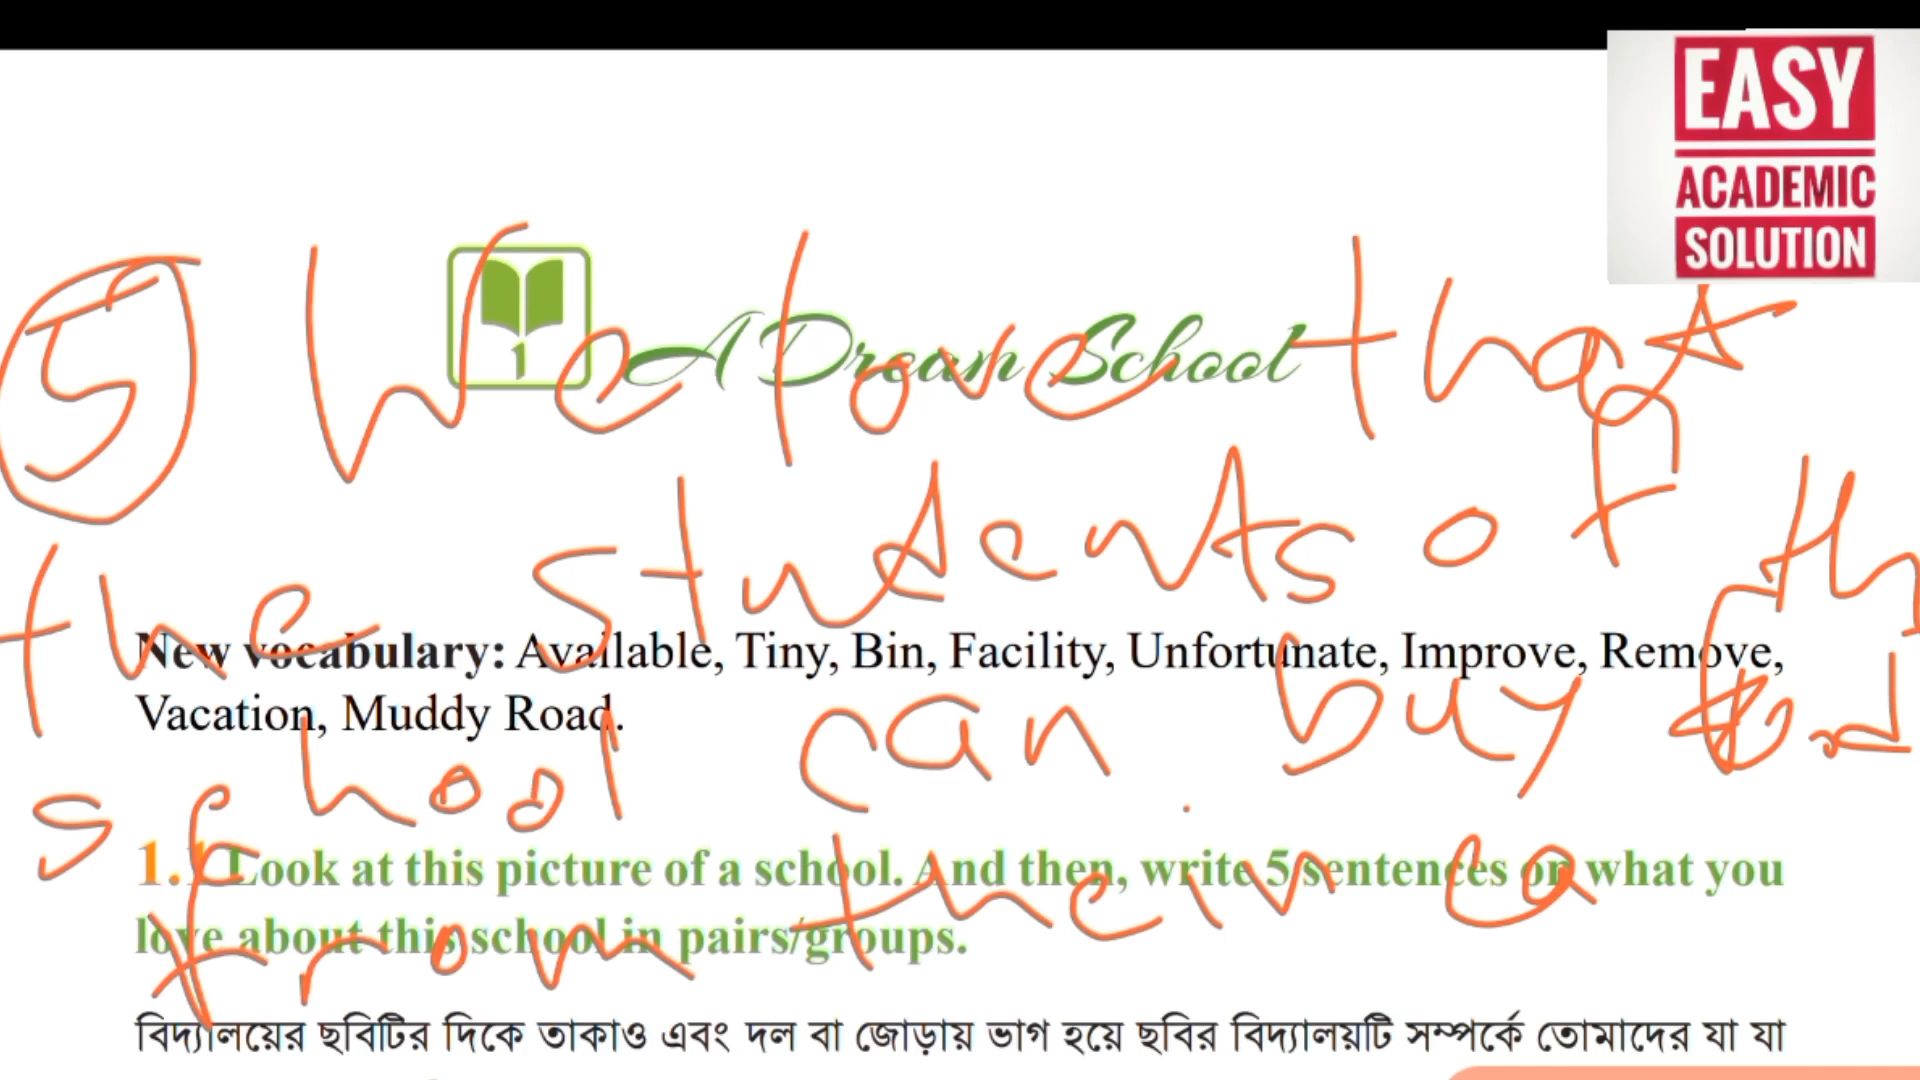 EASY
ACADEMIC
SOLUTION
1 A Dream School
5 We love that
the students of the
school can buy food
from their ca
New vocabulary: Available, Tiny, Bin, Facility, Unfortunate, Improve, Remove,
Vacation, Muddy Road.
1.1 Look at this picture of a school. And then, write 5 sentences on what you
love about this school in pairs/groups.
বিদ্যালয়ের ছবিটির দিকে তাকাও এবং দল বা জোড়ায় ভাগ হয়ে ছবির বিদ্যালয়টি সম্পর্কে তোমাদের যা যা